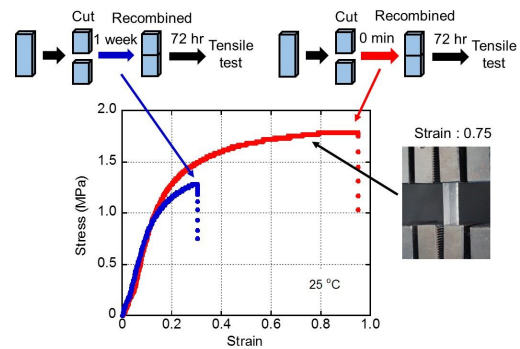 Cut
Recombined
1 week
72 hr
Tensile
test
Cut
Recombined
0 min
72 hr
Tensile
test
Strain : 0.75
2.0
1.5
1.0
0.5
0
Stress (MPa)
25 °C
0
0.2
0.4
0.6
0.8
1.0
Strain